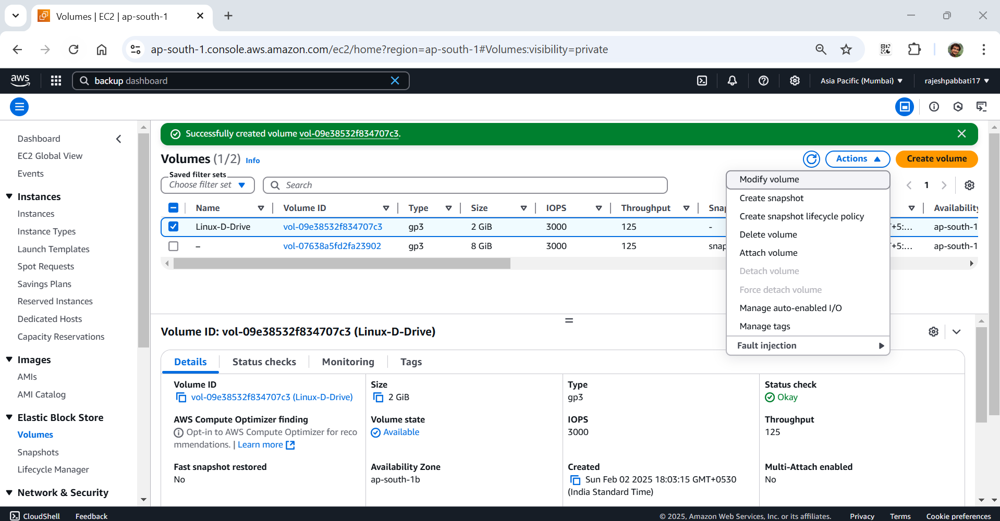 Volumes | EC2 | ap-south-1
ap-south-1.console.aws.amazon.com/ec2/home?region=ap-south-1#Volumes:visibility=private
aws
backup dashboard
Asia Pacific (Mumbai)
rajeshpabbati17
Dashboard
EC2 Global View
Events
Instances
Instances
Instance Types
Launch Templates
Spot Requests
Savings Plans
Reserved Instances
Dedicated Hosts
Capacity Reservations
Images
AMIs
AMI Catalog
Elastic Block Store
Volumes
Snapshots
Lifecycle Manager
Network & Security
Successfully created volume vol-09e38532f834707c3.
Volumes (1/2) Info
Actions
Create volume
Saved filter sets
Choose filter set
Search
1
Name Volume ID Type Size IOPS Throughput Snap Availability
Linux-D-Drive vol-09e38532f834707c3 gp3 2 GiB 3000 125 - +5:... ap-south-1
– vol-07638a5fd2fa23902 gp3 8 GiB 3000 125 snap +5:... ap-south-1
Modify volume
Create snapshot
Create snapshot lifecycle policy
Delete volume
Attach volume
Detach volume
Force detach volume
Manage auto-enabled I/O
Manage tags
Fault injection
Volume ID: vol-09e38532f834707c3 (Linux-D-Drive)
Details Status checks Monitoring Tags
Volume ID
vol-09e38532f834707c3 (Linux-D-Drive)
Size
2 GiB
Type
gp3
Status check
Okay
AWS Compute Optimizer finding
Opt-in to AWS Compute Optimizer for reco
mmendations. | Learn more
Volume state
Available
IOPS
3000
Throughput
125
Fast snapshot restored
No
Availability Zone
ap-south-1b
Created
Sun Feb 02 2025 18:03:15 GMT+0530
(India Standard Time)
Multi-Attach enabled
No
CloudShell Feedback
© 2025, Amazon Web Services, Inc. or its affiliates. Privacy Terms Cookie preferences